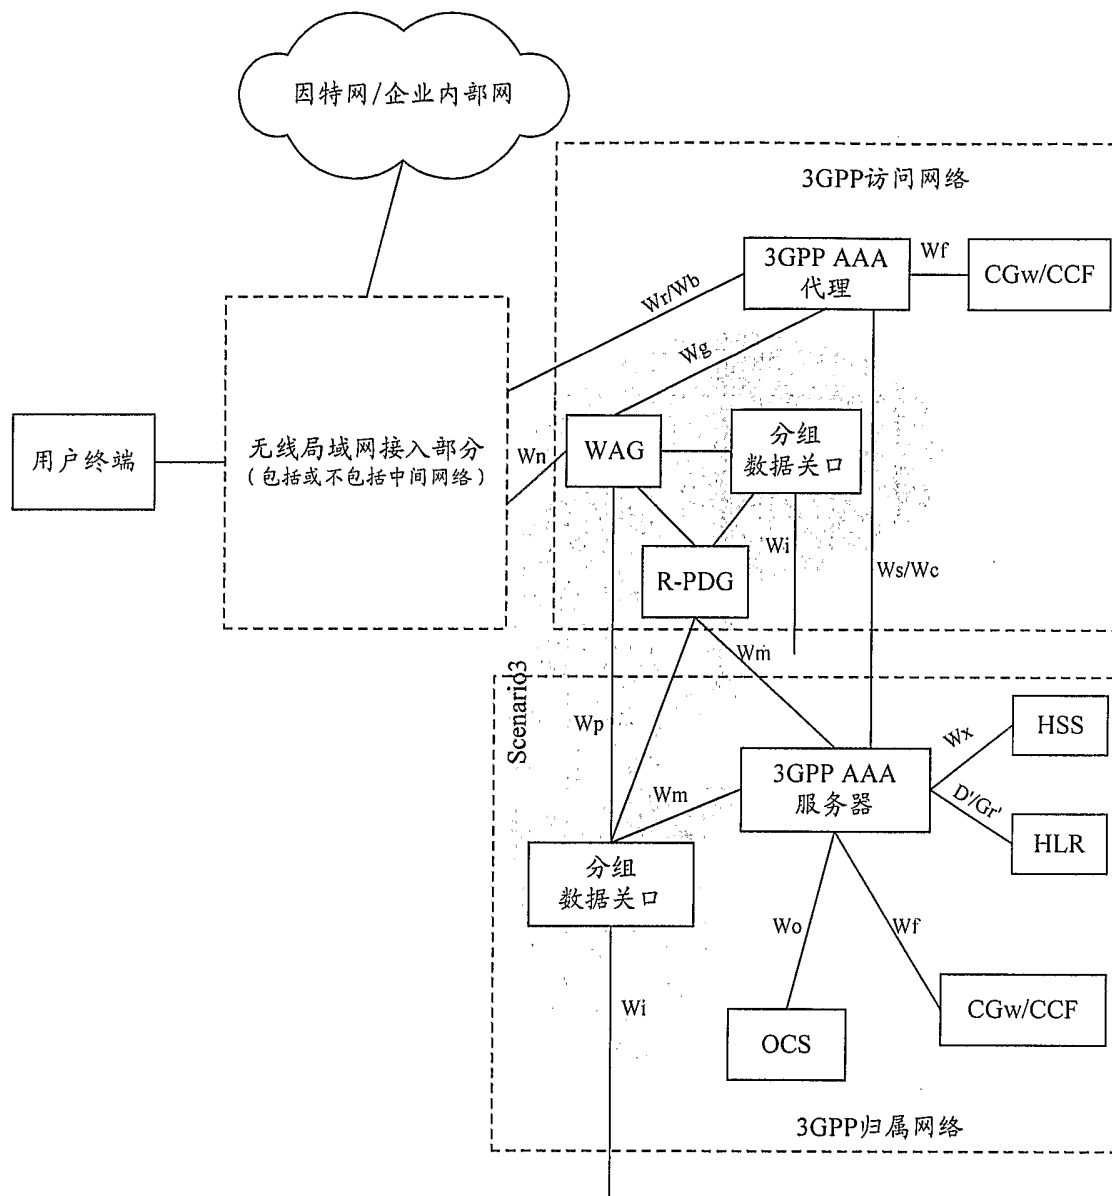 因特网/企业内部网
3GPP访问网络
3GPP AAA
代理
Wf
CGw/CCF
Wr/Wb
Wg
用户终端
无线局域网接入部分
(包括或不包括中间网络)
Wn
WAG
分组
数据关口
Wi
R-PDG
Ws/Wc
Wm
Scenario3
Wp
Wx
HSS
3GPP AAA
服务器
Wm
D'/Gr'
HLR
分组
数据关口
Wo
Wf
Wi
OCS
CGw/CCF
3GPP归属网络